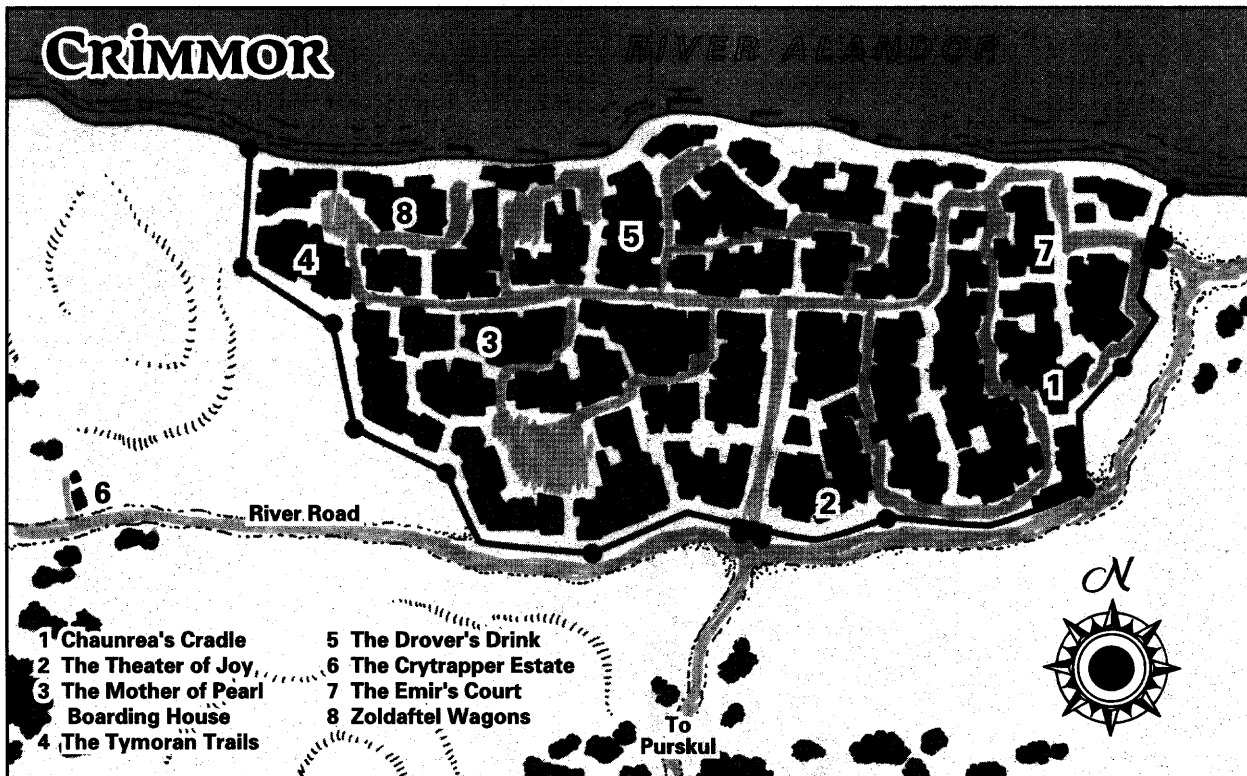 CRIMMOR
RIVER ALANDOR
8
5
7
4
3
1
2
6
River Road
N
1 Chaunrea's Cradle
2 The Theater of Joy
3 The Mother of Pearl
Boarding House
4 The Tymoran Trails
5 The Drover's Drink
6 The Crytrapper Estate
7 The Emir's Court
8 Zoldaftel Wagons
To
Purskul